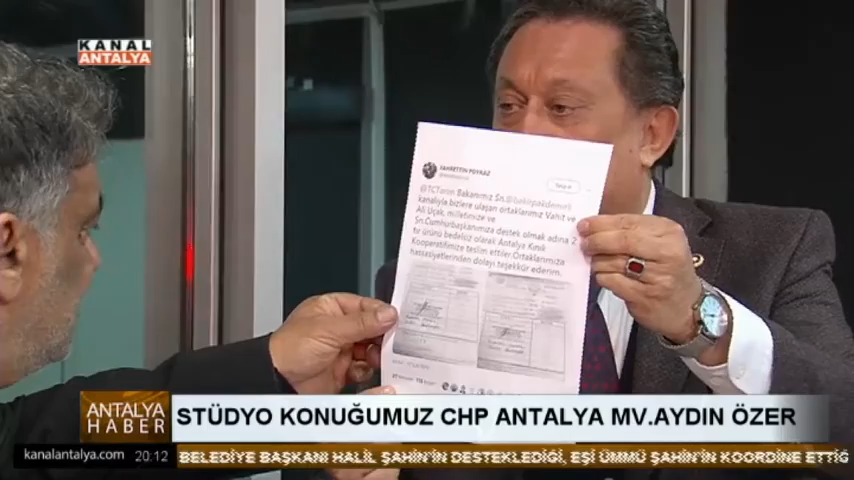 KANAL
ANTALYA
FAHRETTİN POYRAZ
@TCTarim Bakanımız Sn.@bekirpakdemirli
kanalıyla bizlere ulaşan ortaklarımız Vahit ve
Ali Uçak, milletimize ve
Sn.Cumhurbaşkanımıza destek olmak adına 2
tır ürünü bedelsiz olarak Antalya Kınık
Kooperatifimize teslim ettiler.Ortaklarımıza
hassasiyetlerinden dolayı teşekkür ederim.
ANTALYA
HABER
STÜDYO KONUĞUMUZ CHP ANTALYA MV.AYDIN ÖZER
kanalantalya.com 20:12
BELEDİYE BAŞKANI HALİL ŞAHİN'İN DESTEKLEDİĞİ, EŞİ ÜMMÜ ŞAHİN'İN KOORDİNE ETTİĞ